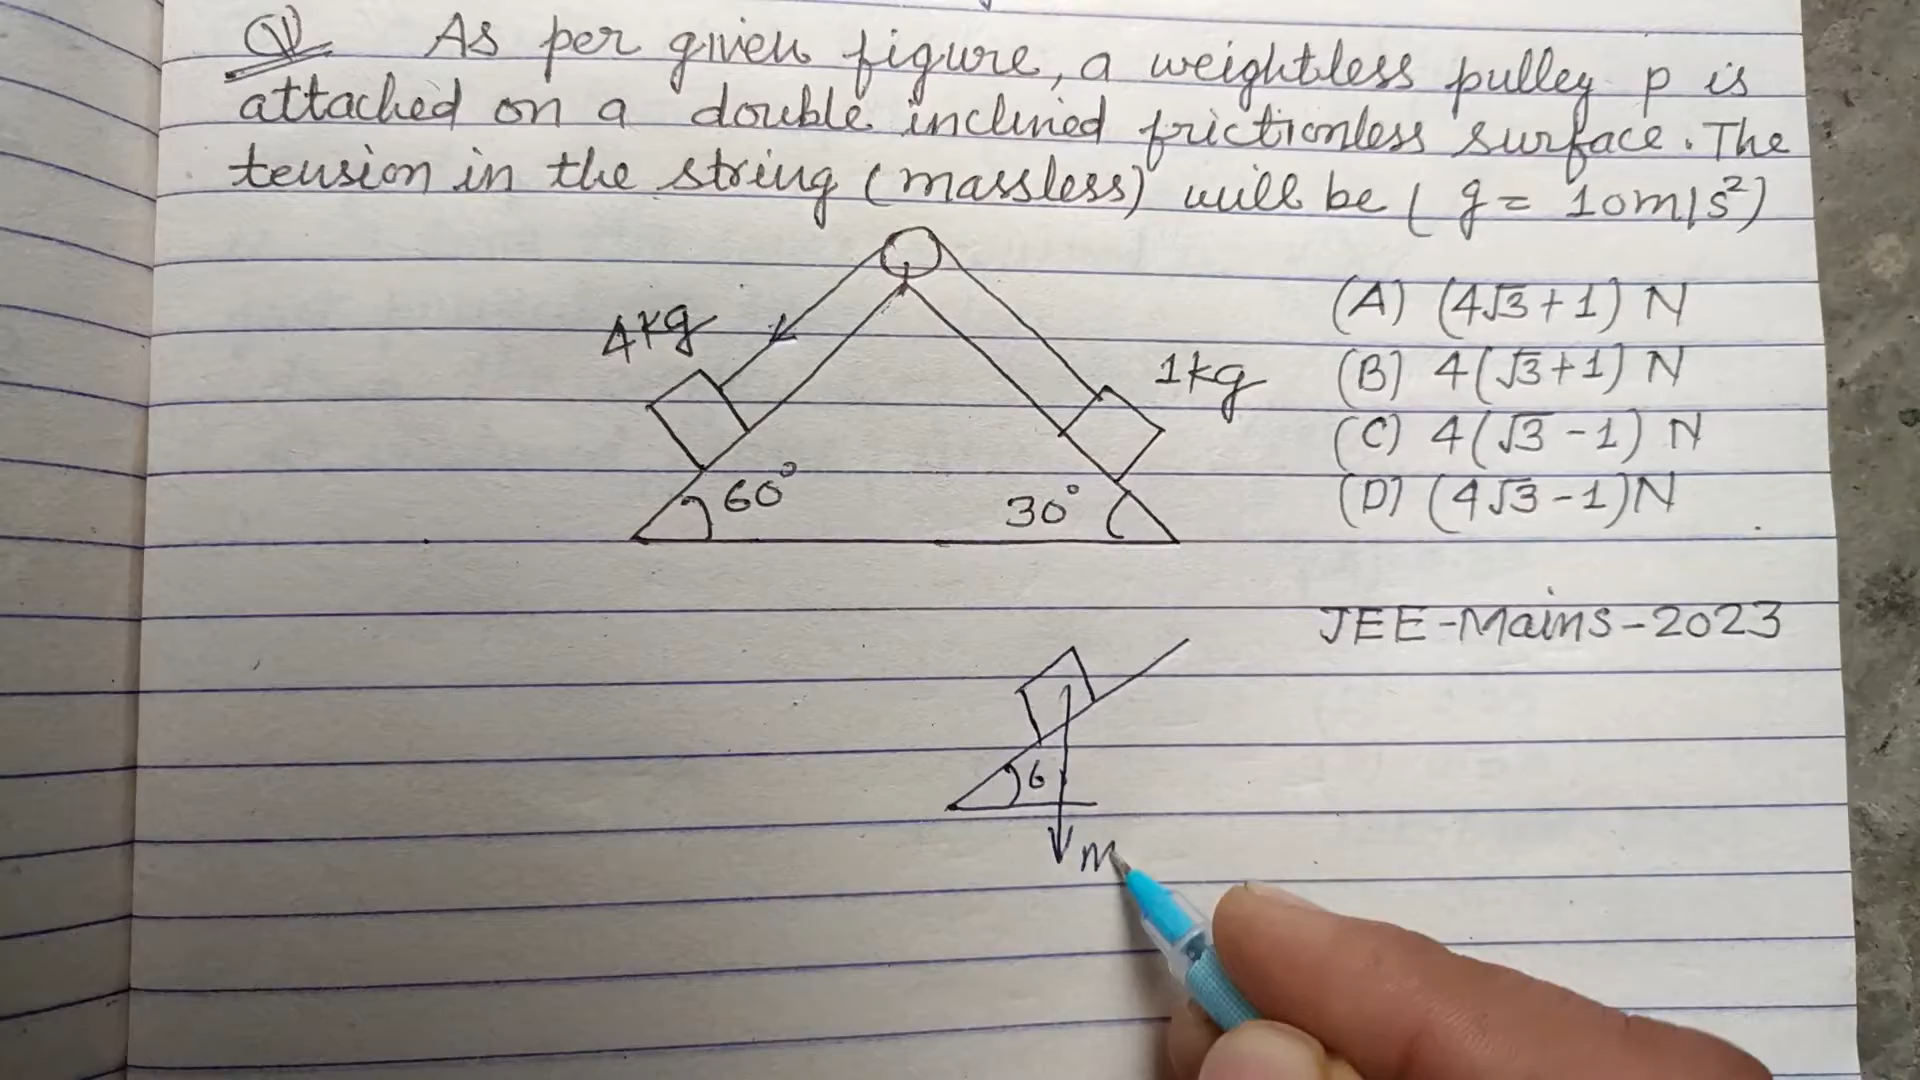 Q As per given figure, a weightless pulley p is
attached on a double inclined frictionless surface. The
tension in the string (massless) will be ( g = 10m/s²)
4kg
1kg
60°
30°
(A) (4√3+1) N
(B) 4(√3+1) N
(C) 4(√3-1) N
(D) (4√3-1)N
JEE-Mains-2023
6
m